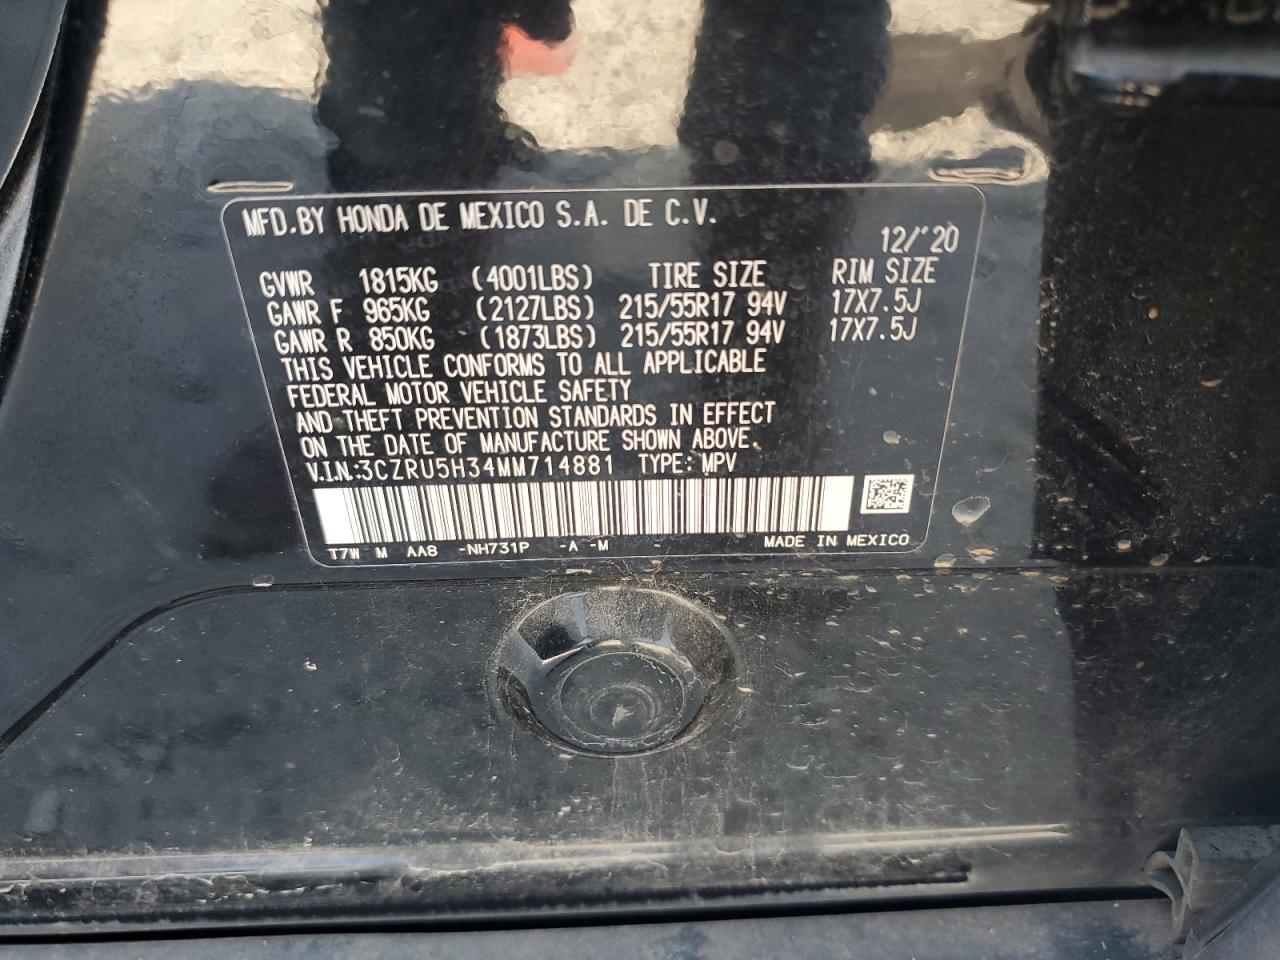 MFD.BY HONDA DE MEXICO S.A. DE C.V.
12/'20
GVWR 1815KG (4001LBS) TIRE SIZE RIM SIZE
GAWR F 965KG (2127LBS) 215/55R17 94V 17X7.5J
GAWR R 850KG (1873LBS) 215/55R17 94V 17X7.5J
THIS VEHICLE CONFORMS TO ALL APPLICABLE
FEDERAL MOTOR VEHICLE SAFETY
AND THEFT PREVENTION STANDARDS IN EFFECT
ON THE DATE OF MANUFACTURE SHOWN ABOVE.
V.I.N.:3CZRU5H34MM714881 TYPE: MPV
T7W M AA8 -NH731P -A -M - MADE IN MEXICO